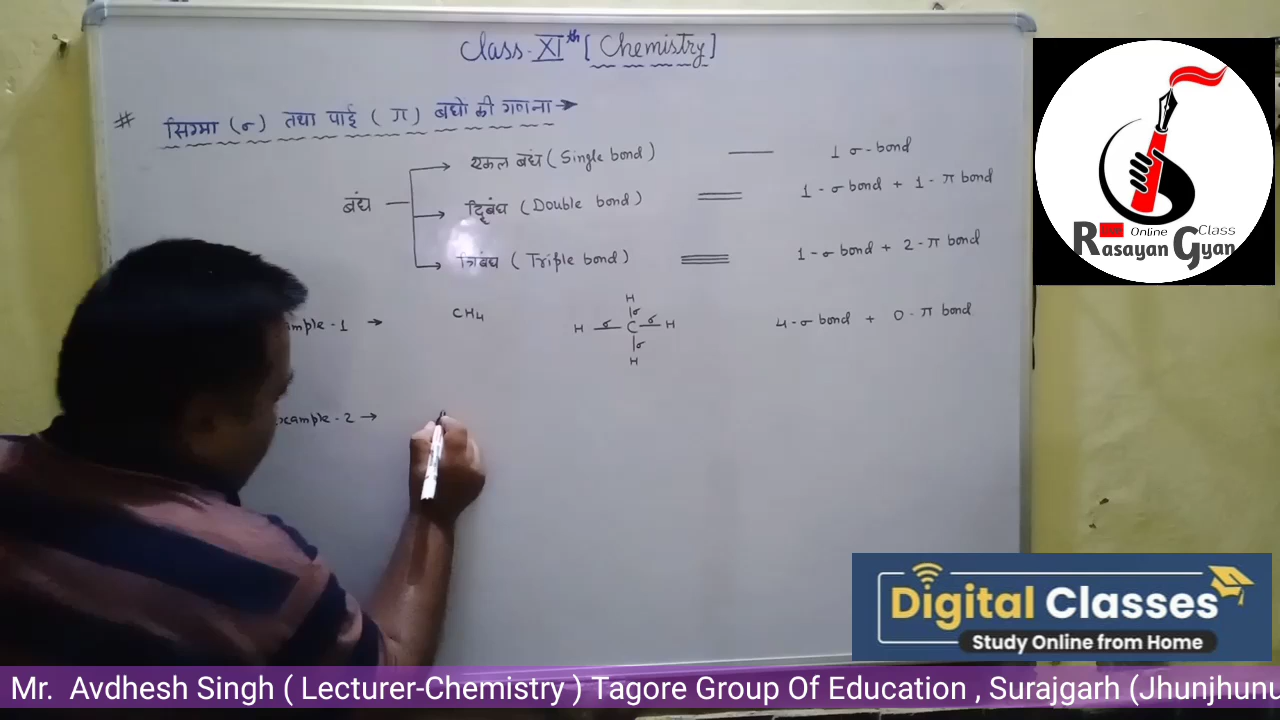 Class-XIth [Chemistry]
# सिग्मा (σ) तथा पाई (π) बंधो की गणना →
एकल बंध (Single bond) — 1 σ-bond
बंध
द्विबंध (Double bond) = 1-σ bond + 1-π bond
त्रिबंध (Triple bond) ≡ 1-σ bond + 2-π bond
H
ample-1 → CH4 H σ C σ H 4-σ bond + 0-π bond
σ
σ
H
xample-2 →
Online Class
Rasayan Gyan
Digital Classes
Study Online from Home
Mr. Avdhesh Singh ( Lecturer-Chemistry ) Tagore Group Of Education , Surajgarh (Jhunjhunu